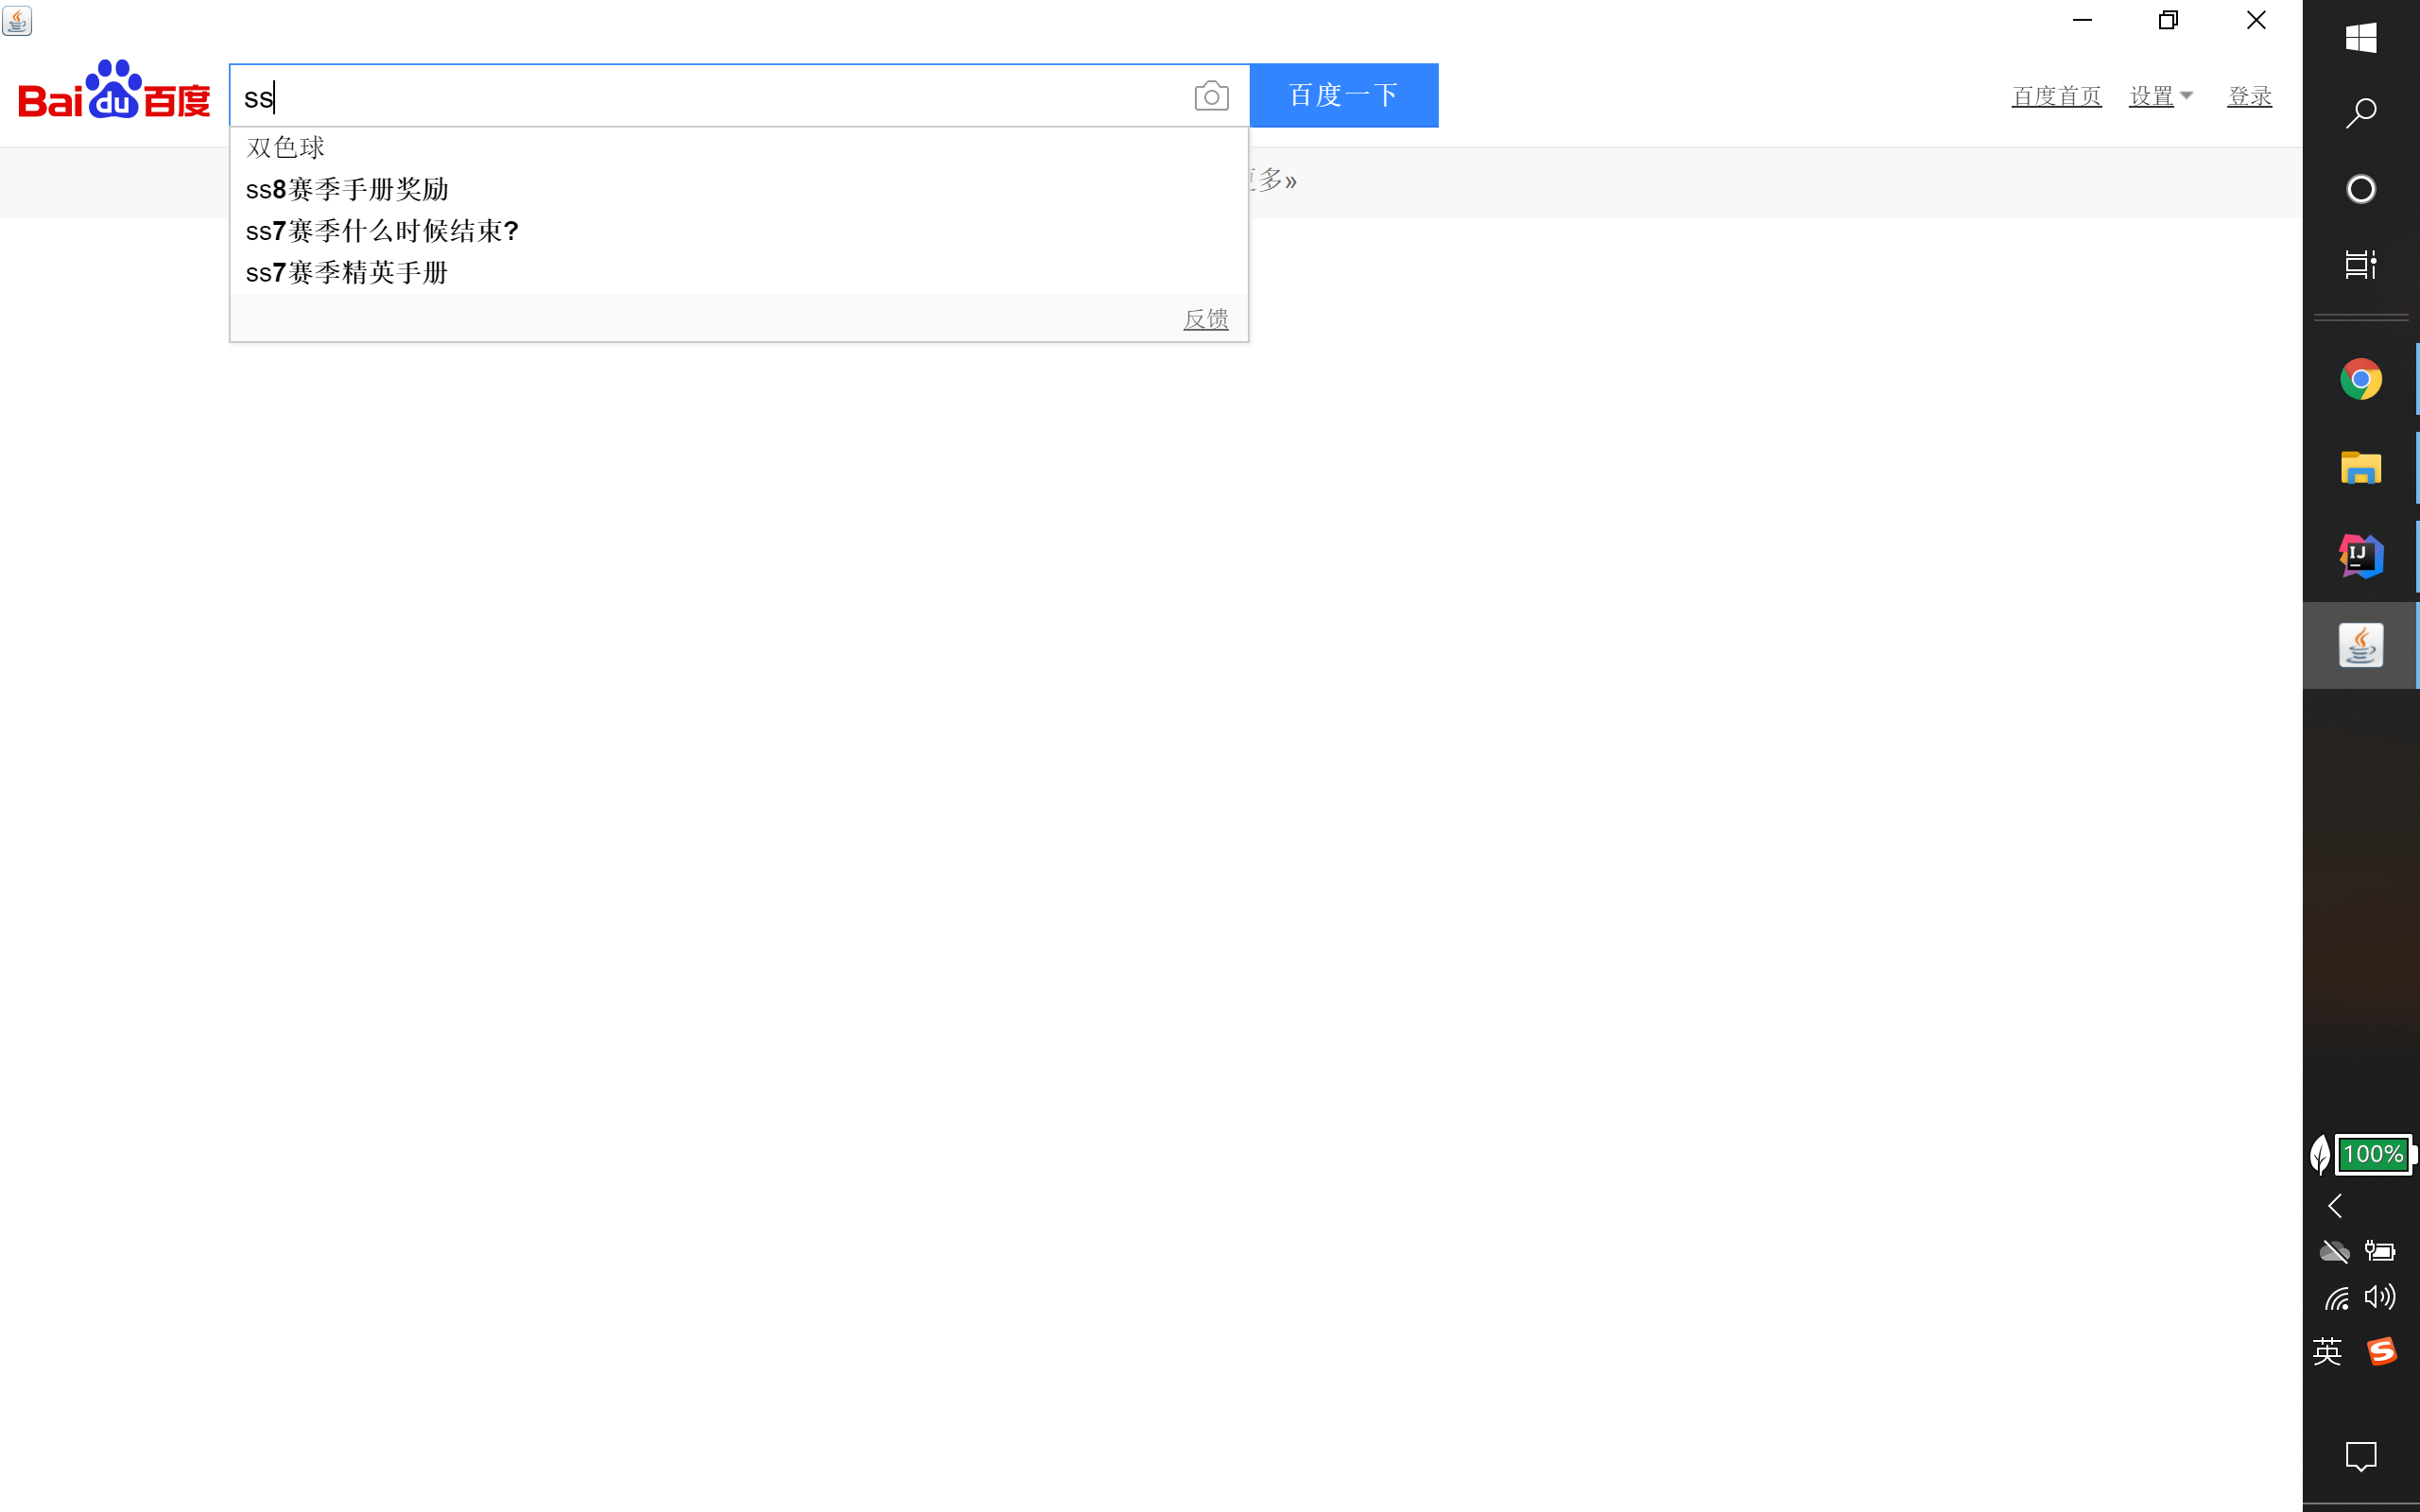 Bai du 百度
ss
百度一下
百度首页
设置
登录
双色球
ss8赛季手册奖励
ss7赛季什么时候结束?
ss7赛季精英手册
反馈
多»
IJ
100%
英
S